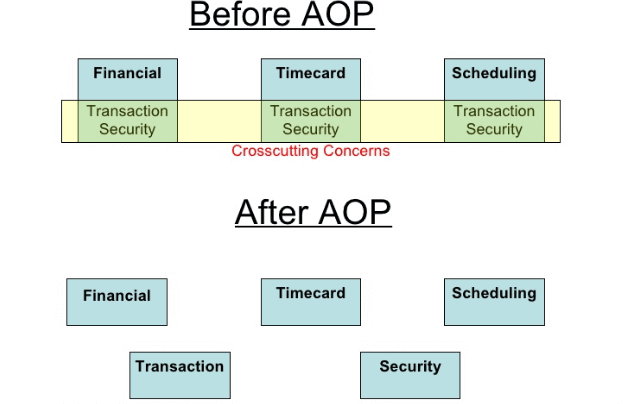 Before AOP
Financial Timecard Scheduling
Transaction Transaction Transaction
Security Security Security
Crosscutting Concerns
After AOP
Financial Timecard Scheduling
Transaction Security